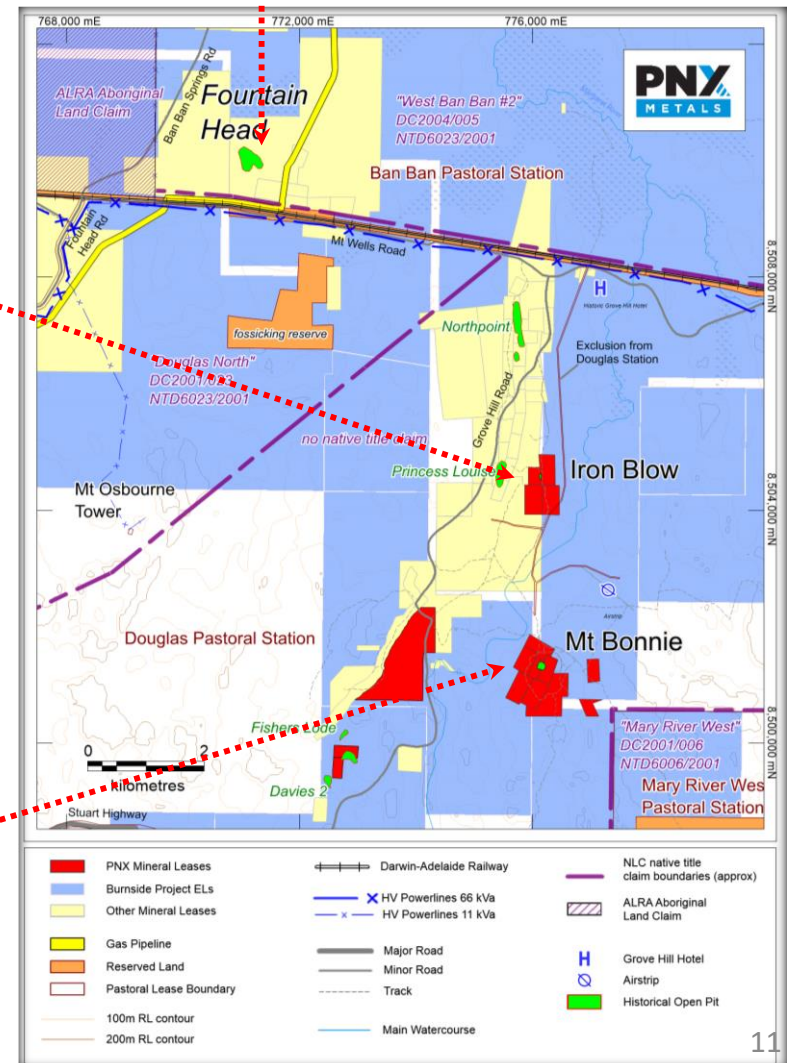 768,000 mE
772,000 mE
776,000 mE
PNX
METALS
ALRA Aboriginal
Land Claim
Ban Ban Springs Rd
Fountain
Head
"West Ban Ban #2"
DC2004/005
NTD6023/2001
Ban Ban Pastoral Station
Fountain
Head Rd
Mt Wells Road
8,508,000 mN
H
Historic Grove Hill Hotel
Northpoint
fossicking reserve
Exclusion from
Douglas Station
"Douglas North"
DC2001/023
NTD6023/2001
Grove Hill Road
no native title claim
Princess Louise
Iron Blow
Mt Osbourne
Tower
8,504,000 mN
Airstrip
Mt Bonnie
Douglas Pastoral Station
Fishers Lode
"Mary River West"
DC2001/006
NTD6006/2001
8,500,000 mN
0 2
kilometres
Davies 2
Mary River Wes
Pastoral Station
Stuart Highway
PNX Mineral Leases
Burnside Project ELs
Other Mineral Leases
Gas Pipeline
Reserved Land
Pastoral Lease Boundary
100m RL contour
200m RL contour
Darwin-Adelaide Railway
HV Powerlines 66 kVa
HV Powerlines 11 kVa
Major Road
Minor Road
Track
Main Watercourse
NLC native title
claim boundaries (approx)
ALRA Aboriginal
Land Claim
H Grove Hill Hotel
Airstrip
Historical Open Pit
11